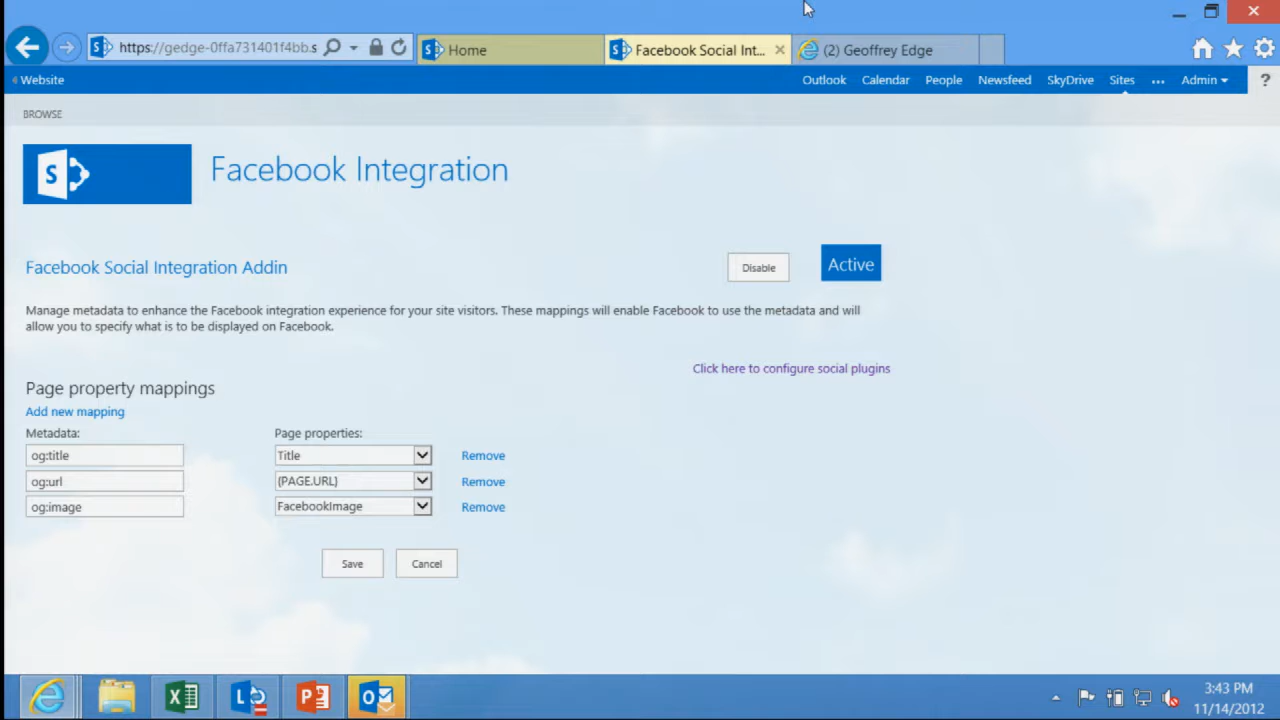 https://gedge-0ffa731401f4bb.s
Home
Facebook Social Int...
(2) Geoffrey Edge
Website
Outlook
Calendar
People
Newsfeed
SkyDrive
Sites
...
Admin
?
BROWSE
S
Facebook Integration
Facebook Social Integration Addin
Disable
Active
Manage metadata to enhance the Facebook integration experience for your site visitors. These mappings will enable Facebook to use the metadata and will
allow you to specify what is to be displayed on Facebook.
Click here to configure social plugins
Page property mappings
Add new mapping
Metadata:
Page properties:
og:title
Title
Remove
og:url
{PAGE.URL}
Remove
og:image
FacebookImage
Remove
Save
Cancel
3:43 PM
11/14/2012